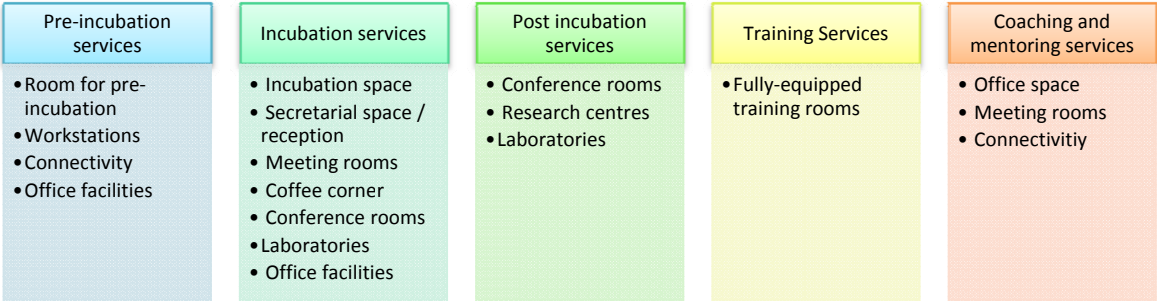 Pre-incubation
services
•Room for pre-
incubation
•Workstations
•Connectivity
•Office facilities
Incubation services
• Incubation space
• Secretarial space /
reception
• Meeting rooms
• Coffee corner
• Conference rooms
•Laboratories
• Office facilities
Post incubation
services
• Conference rooms
• Research centres
•Laboratories
Training Services
•Fully-equipped
training rooms
Coaching and
mentoring services
• Office space
• Meeting rooms
• Connectivitiy